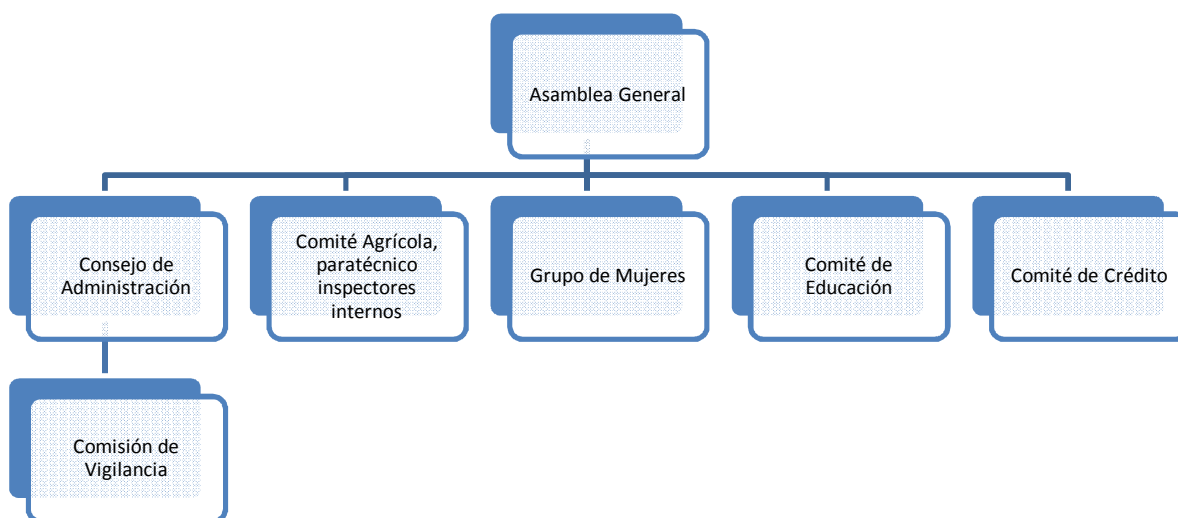 Asamblea General
Consejo de
Administración
Comité Agrícola,
paratécnico
inspectores
internos
Grupo de Mujeres
Comité de
Educación
Comité de Crédito
Comisión de
Vigilancia